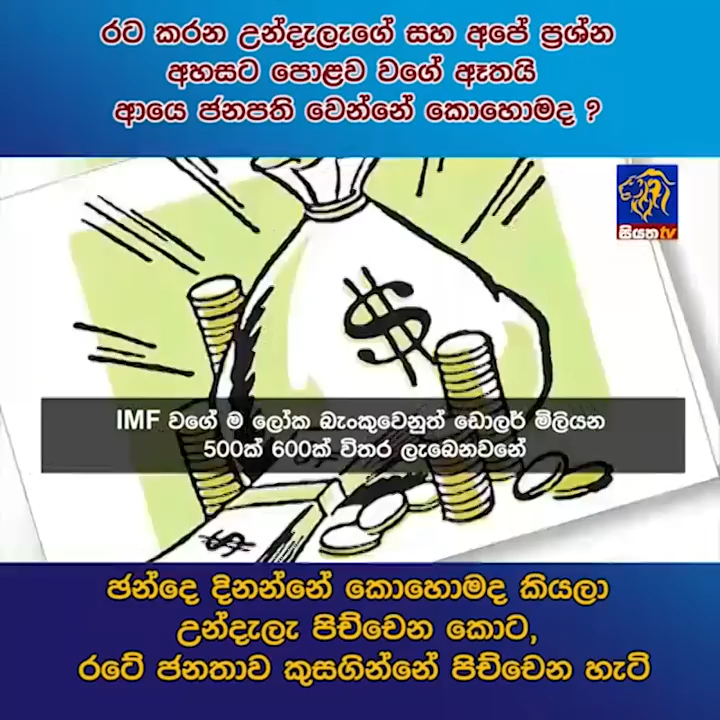 රට කරන උන්දැලැගේ සහ අපේ ප්‍රශ්න
අහසට පොළව වගේ ඈතයි
ආයෙ ජනපති වෙන්නේ කොහොමද ?
සියත tv
$
IMF වගේ ම ලෝක බැංකුවෙනුත් ඩොලර් මිලියන
500ක් 600ක් විතර ලැබෙනවනේ
$
ඡන්දෙ දිනන්නේ කොහොමද කියලා
උන්දැලැ පිච්චෙන කොට,
රටේ ජනතාව කුසගින්නේ පිච්චෙන හැටි